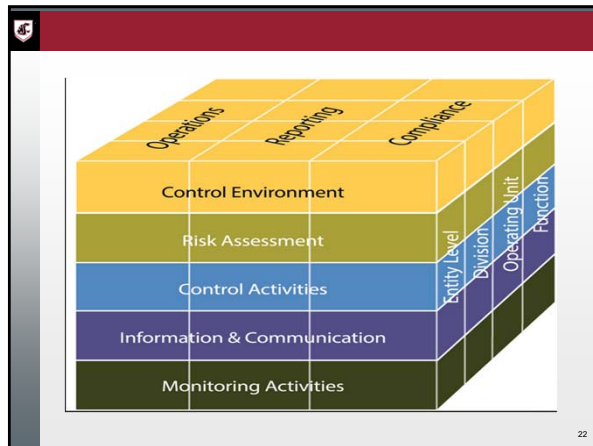 Operations
Reporting
Compliance
Control Environment
Risk Assessment
Control Activities
Information & Communication
Monitoring Activities
Entity Level
Division
Operating Unit
Function
22